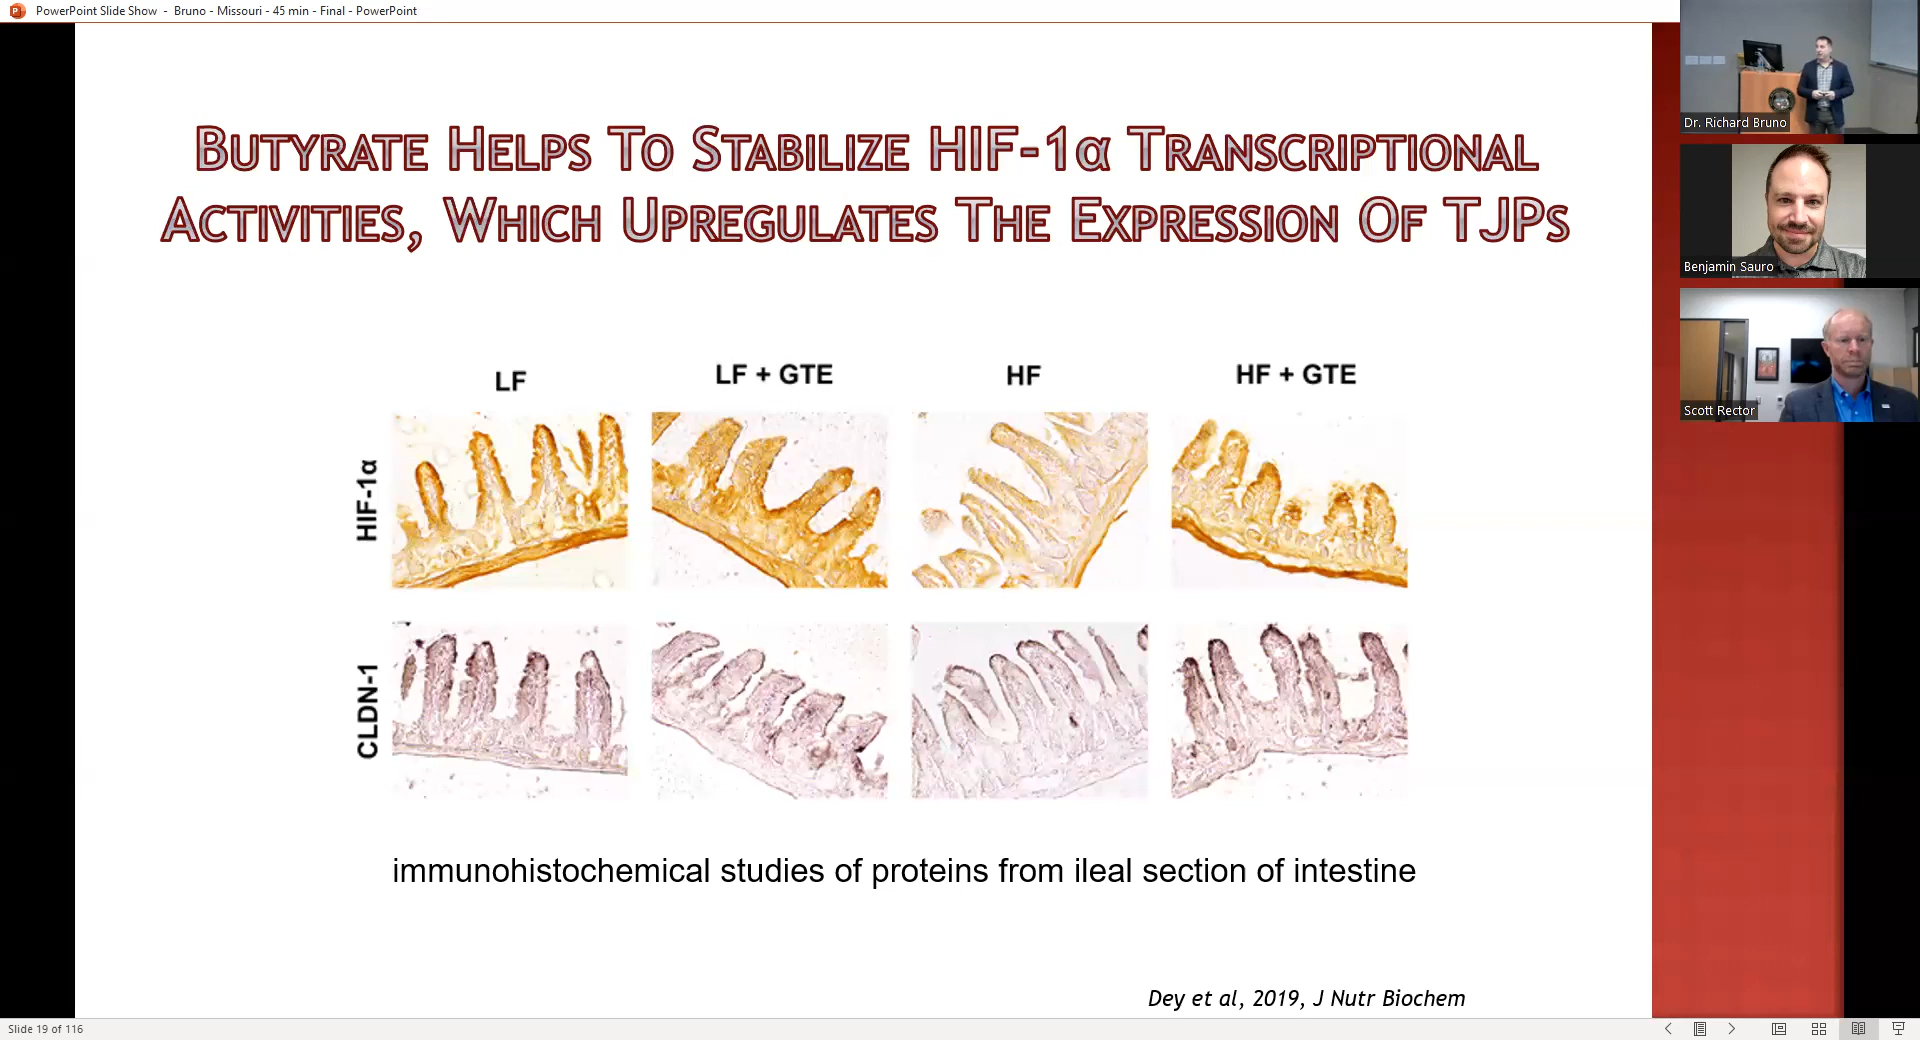 PowerPoint Slide Show - Bruno - Missouri - 45 min - Final - PowerPoint
BUTYRATE HELPS TO STABILIZE HIF-1α TRANSCRIPTIONAL
ACTIVITIES, WHICH UPREGULATES THE EXPRESSION OF TJPS
LF
LF + GTE
HF
HF + GTE
HIF-1α
CLDN-1
immunohistochemical studies of proteins from ileal section of intestine
Dey et al, 2019, J Nutr Biochem
Dr. Richard Bruno
Benjamin Sauro
Scott Rector
Slide 19 of 116